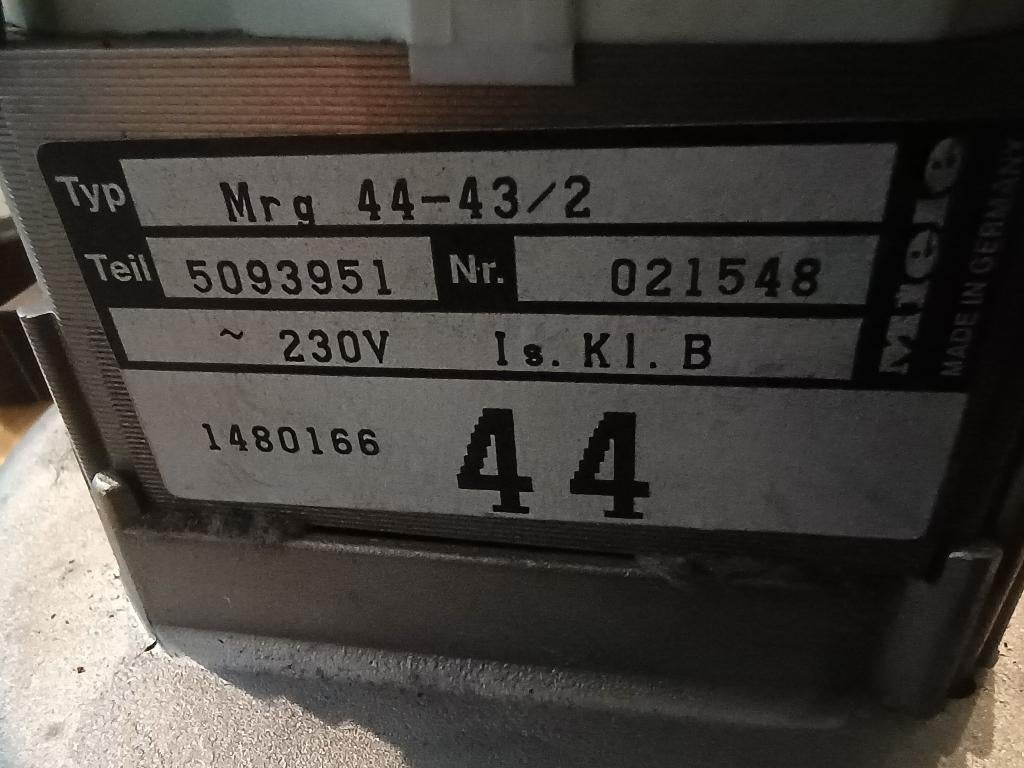 Typ Mrg 44-43/2
Teil 5093951 Nr. 021548
~ 230V Is.Kl.B
1480166 44
Miele
MADE IN GERMANY